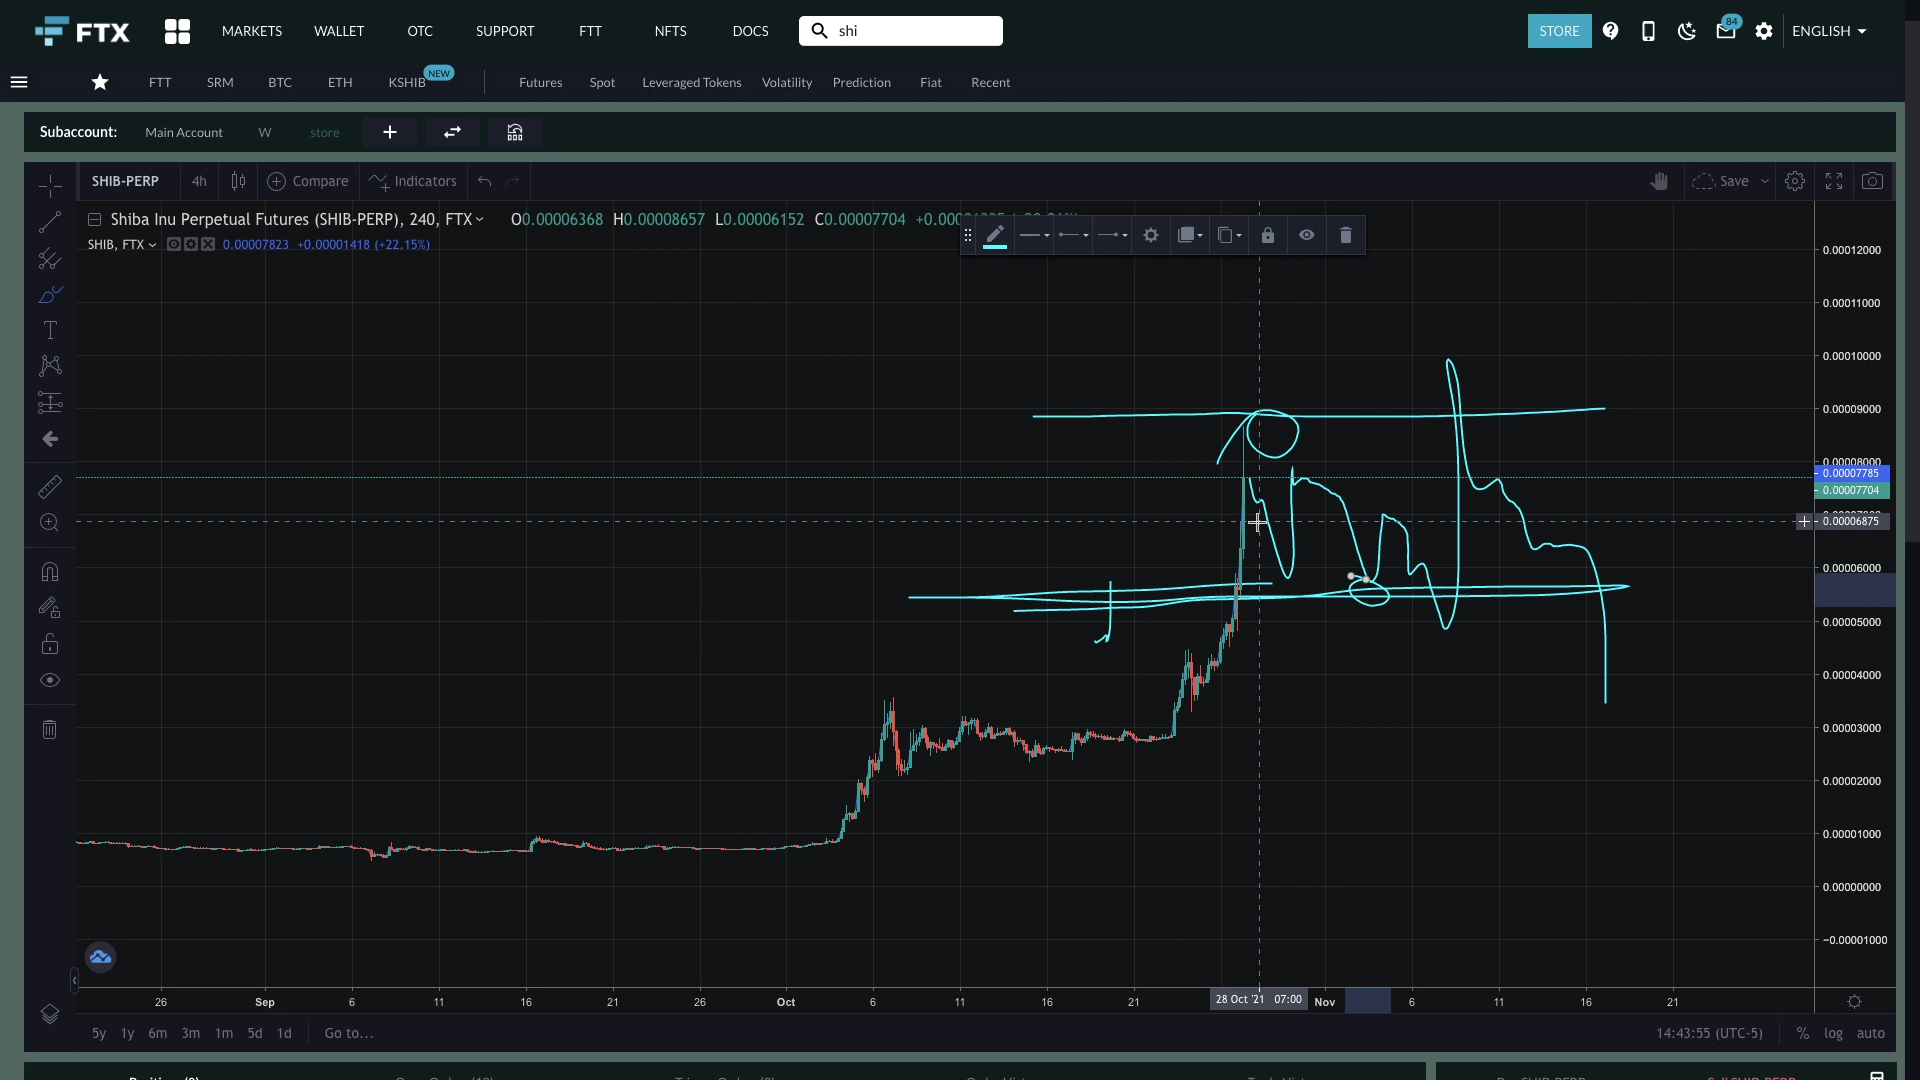 FTX MARKETS WALLET OTC SUPPORT FTT NFTS DOCS shi STORE 84 ENGLISH
FTT SRM BTC ETH KSHIB NEW Futures Spot Leveraged Tokens Volatility Prediction Fiat Recent
Subaccount: Main Account W store
SHIB-PERP 4h Compare Indicators Save
Shiba Inu Perpetual Futures (SHIB-PERP), 240, FTX O0.00006368 H0.00008657 L0.00006152 C0.00007704
SHIB, FTX 0.00007823 +0.00001418 (+22.15%)
0.00012000
0.00011000
0.00010000
0.00009000
0.00008000
0.00007785
0.00007704
0.00006875
0.00006000
0.00005000
0.00004000
0.00003000
0.00002000
0.00001000
0.00000000
−0.00001000
26 Sep 6 11 16 21 26 Oct 6 11 16 21 28 Oct '21 07:00 Nov 6 11 16 21
5y 1y 6m 3m 1m 5d 1d Go to... 14:43:55 (UTC-5) % log auto